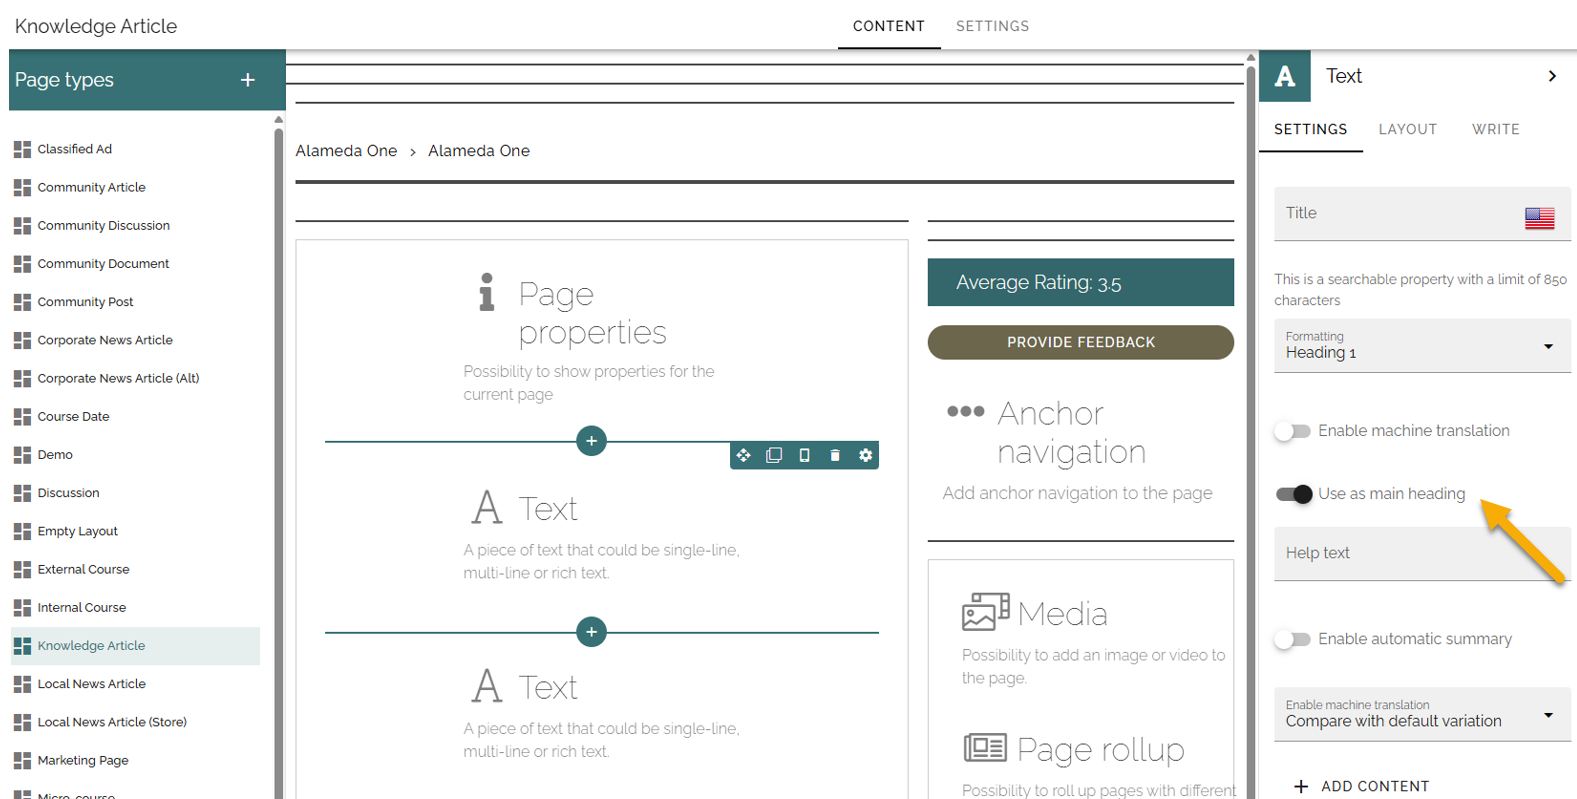 Knowledge Article
CONTENT
SETTINGS
Page types
Classified Ad
Community Article
Community Discussion
Community Document
Community Post
Corporate News Article
Corporate News Article (Alt)
Course Date
Demo
Discussion
Empty Layout
External Course
Internal Course
Knowledge Article
Local News Article
Local News Article (Store)
Marketing Page
Micro-course
Alameda One > Alameda One
Page
properties
Possibility to show properties for the
current page
Text
A piece of text that could be single-line,
multi-line or rich text.
Text
A piece of text that could be single-line,
multi-line or rich text.
Average Rating: 3.5
PROVIDE FEEDBACK
Anchor
navigation
Add anchor navigation to the page
Media
Possibility to add an image or video to
the page.
Page rollup
Possibility to roll up pages with different
A
Text
SETTINGS
LAYOUT
WRITE
Title
This is a searchable property with a limit of 850
characters
Formatting
Heading 1
Enable machine translation
Use as main heading
Help text
Enable automatic summary
Enable machine translation
Compare with default variation
+ ADD CONTENT